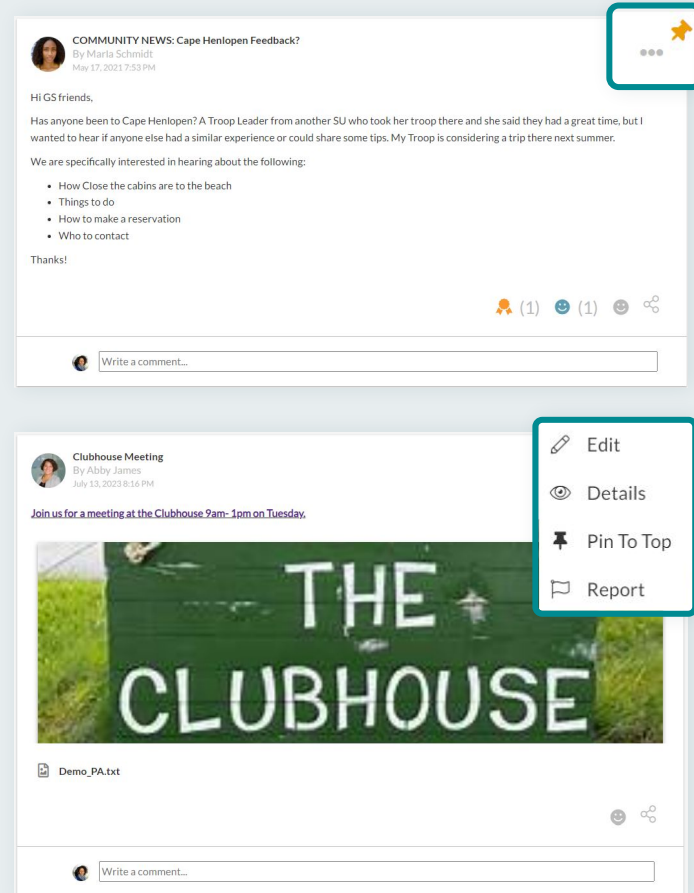 COMMUNITY NEWS: Cape Henlopen Feedback?
By Marla Schmidt
May 17, 2021 7:53 PM
Hi GS friends,
Has anyone been to Cape Henlopen? A Troop Leader from another SU who took her troop there and she said they had a great time, but I
wanted to hear if anyone else had a similar experience or could share some tips. My Troop is considering a trip there next summer.
We are specifically interested in hearing about the following:
• How Close the cabins are to the beach
• Things to do
• How to make a reservation
• Who to contact
Thanks!
(1) (1)
Write a comment...
Clubhouse Meeting
By Abby James
July 13, 2023 8:16 PM
Join us for a meeting at the Clubhouse 9am- 1pm on Tuesday.
Edit
Details
Pin To Top
Report
THE
CLUBHOUSE
Demo_PA.txt
Write a comment...